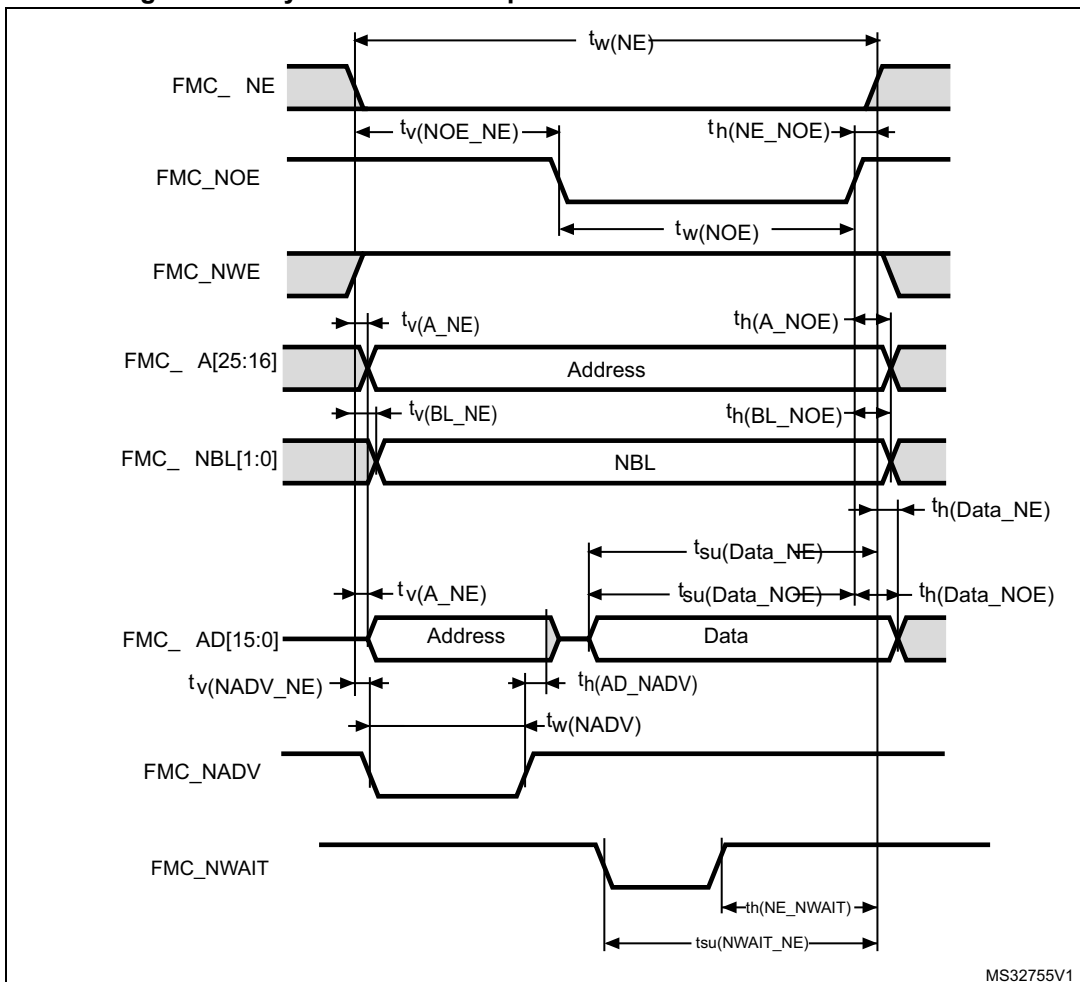 tw(NE)
FMC_ NE
tv(NOE_NE)
th(NE_NOE)
FMC_NOE
tw(NOE)
FMC_NWE
tv(A_NE)
th(A_NOE)
FMC_ A[25:16]
Address
tv(BL_NE)
th(BL_NOE)
FMC_ NBL[1:0]
NBL
th(Data_NE)
tsu(Data_NE)
tv(A_NE)
tsu(Data_NOE)
th(Data_NOE)
FMC_ AD[15:0]
Address
Data
tv(NADV_NE)
th(AD_NADV)
tw(NADV)
FMC_NADV
FMC_NWAIT
th(NE_NWAIT)
tsu(NWAIT_NE)
MS32755V1